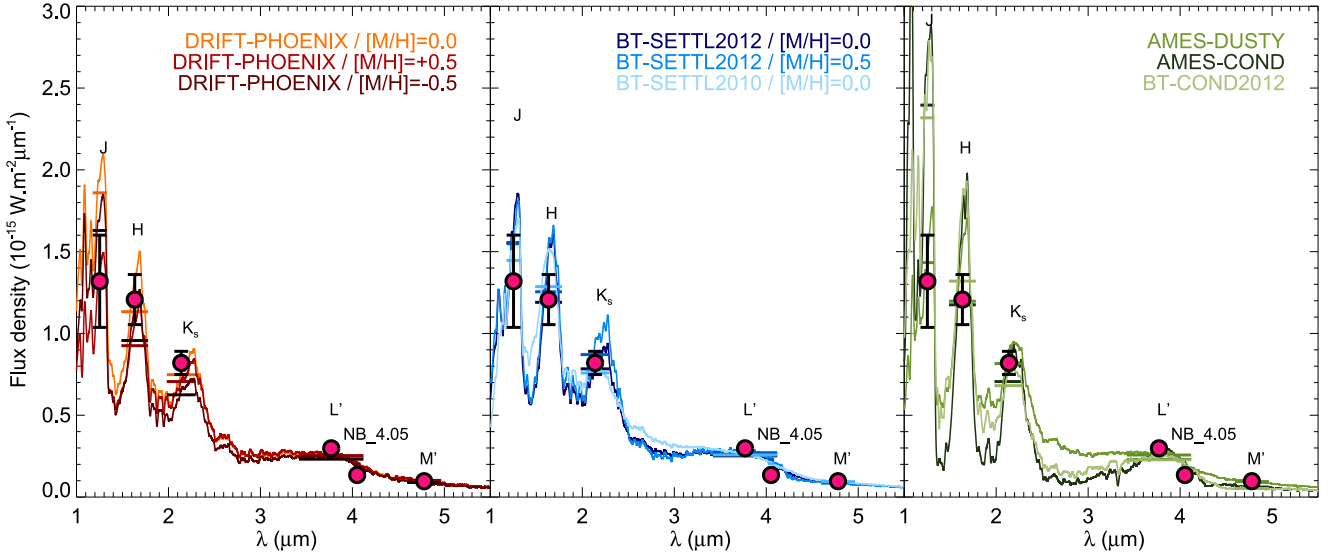 Flux density (10⁻¹⁵ W.m⁻²μm⁻¹)
3.0
2.5
2.0
1.5
1.0
0.5
0.0
DRIFT-PHOENIX / [M/H]=0.0
DRIFT-PHOENIX / [M/H]=+0.5
DRIFT-PHOENIX / [M/H]=-0.5
J
H
Kₛ
L'
NB_4.05
M'
1 2 3 4 5
λ (μm)
BT-SETTL2012 / [M/H]=0.0
BT-SETTL2012 / [M/H]=0.5
BT-SETTL2010 / [M/H]=0.0
J
H
Kₛ
L'
NB_4.05
M'
1 2 3 4 5
λ (μm)
AMES-DUSTY
AMES-COND
BT-COND2012
J
H
Kₛ
L'
NB_4.05
M'
1 2 3 4 5
λ (μm)